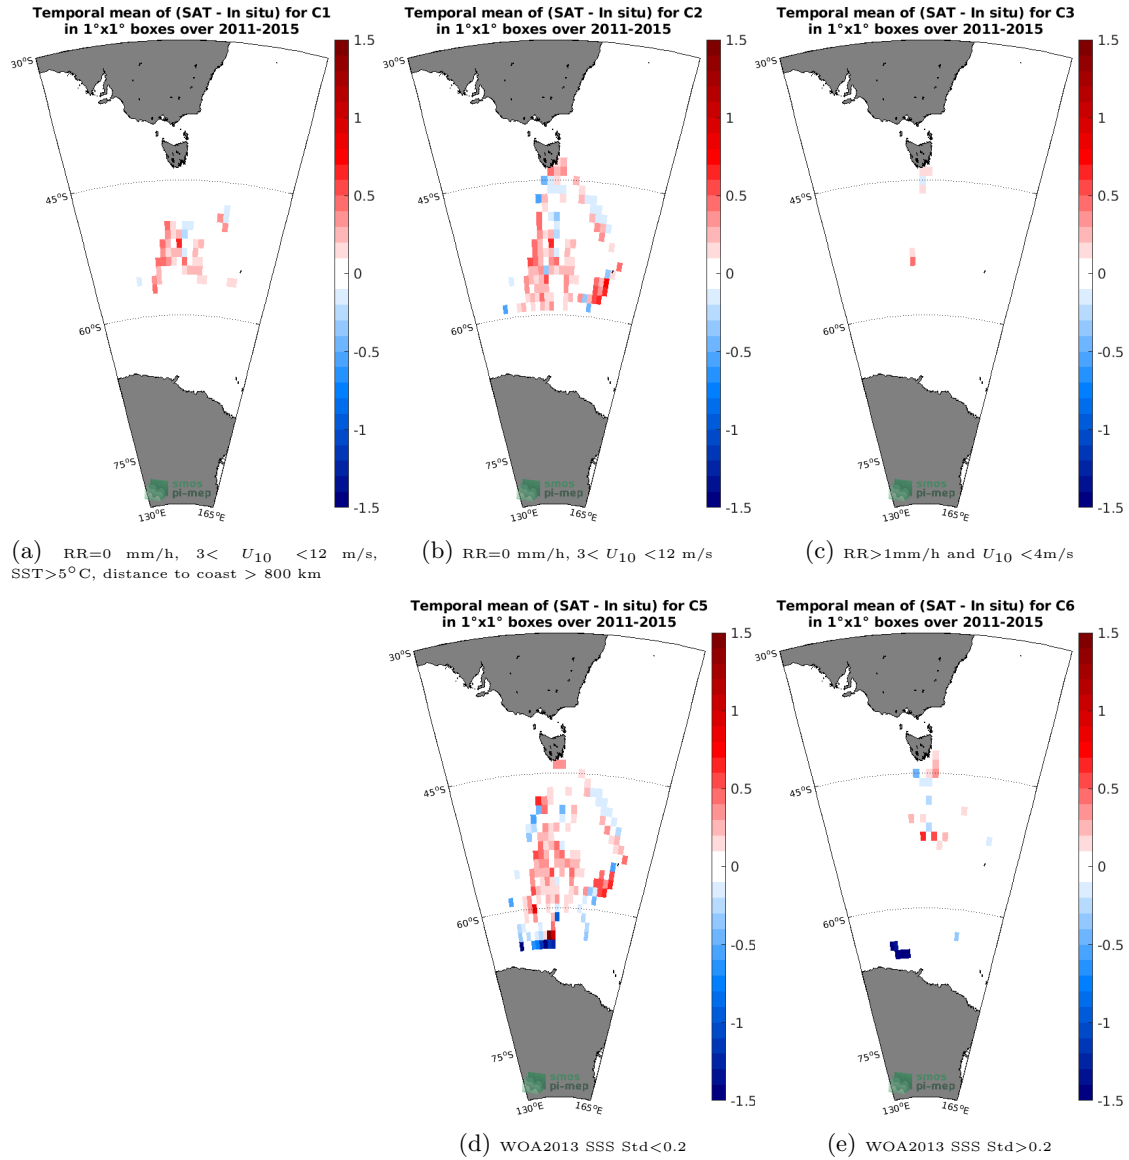 Temporal mean of (SAT - In situ) for C1
in 1°x1° boxes over 2011-2015
30°S
45°S
60°S
75°S
130°E
165°E
1.5
1
0.5
0
-0.5
-1
-1.5
smos
pi-mep
(a) RR=0 mm/h, 3< U10 <12 m/s,
SST>5°C, distance to coast > 800 km
Temporal mean of (SAT - In situ) for C2
in 1°x1° boxes over 2011-2015
30°S
45°S
60°S
75°S
130°E
165°E
1.5
1
0.5
0
-0.5
-1
-1.5
smos
pi-mep
(b) RR=0 mm/h, 3< U10 <12 m/s
Temporal mean of (SAT - In situ) for C3
in 1°x1° boxes over 2011-2015
30°S
45°S
60°S
75°S
130°E
165°E
1.5
1
0.5
0
-0.5
-1
-1.5
smos
pi-mep
(c) RR>1mm/h and U10 <4m/s
Temporal mean of (SAT - In situ) for C5
in 1°x1° boxes over 2011-2015
30°S
45°S
60°S
75°S
130°E
165°E
1.5
1
0.5
0
-0.5
-1
-1.5
smos
pi-mep
(d) WOA2013 SSS Std<0.2
Temporal mean of (SAT - In situ) for C6
in 1°x1° boxes over 2011-2015
30°S
45°S
60°S
75°S
130°E
165°E
1.5
1
0.5
0
-0.5
-1
-1.5
smos
pi-mep
(e) WOA2013 SSS Std>0.2